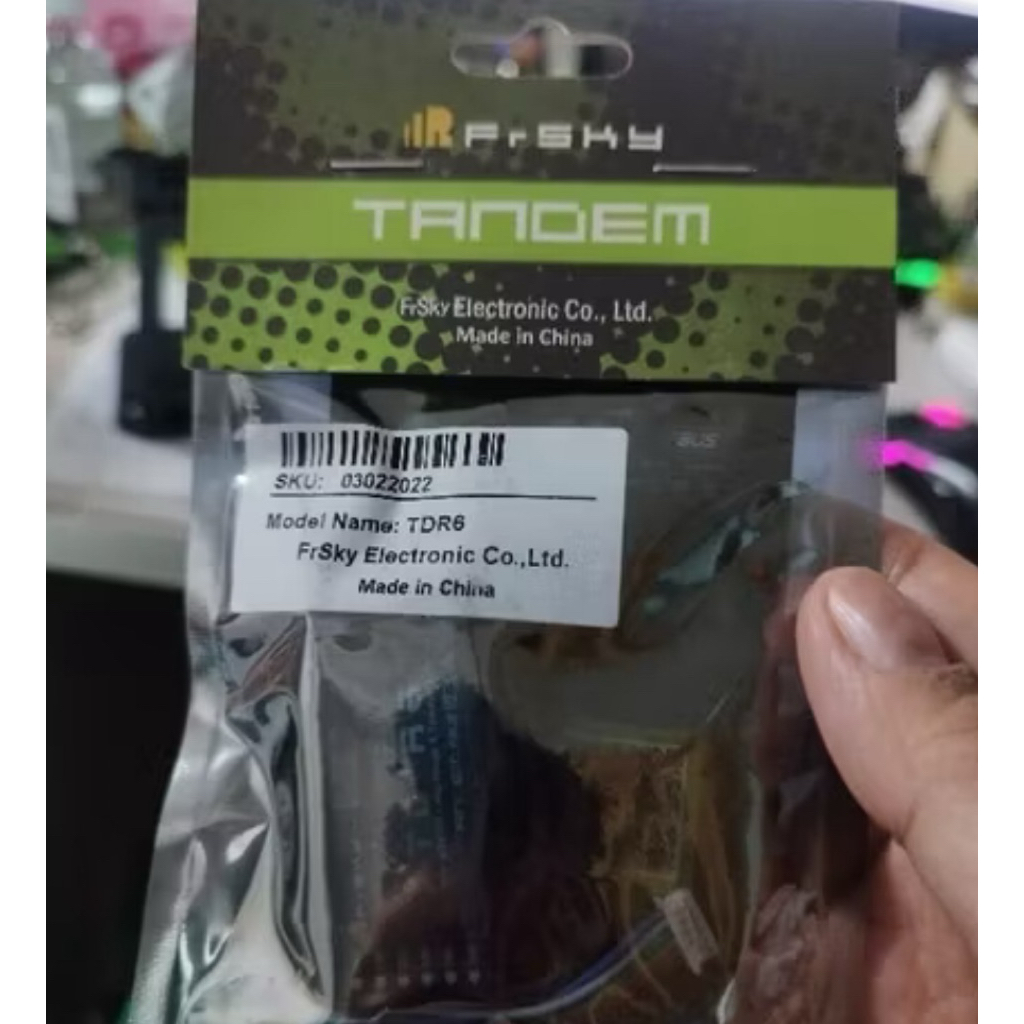 FrSky
TANDEM
FrSky Electronic Co., Ltd.
Made in China
SKU: 03022022
Model Name: TDR6
FrSky Electronic Co.,Ltd.
Made in China